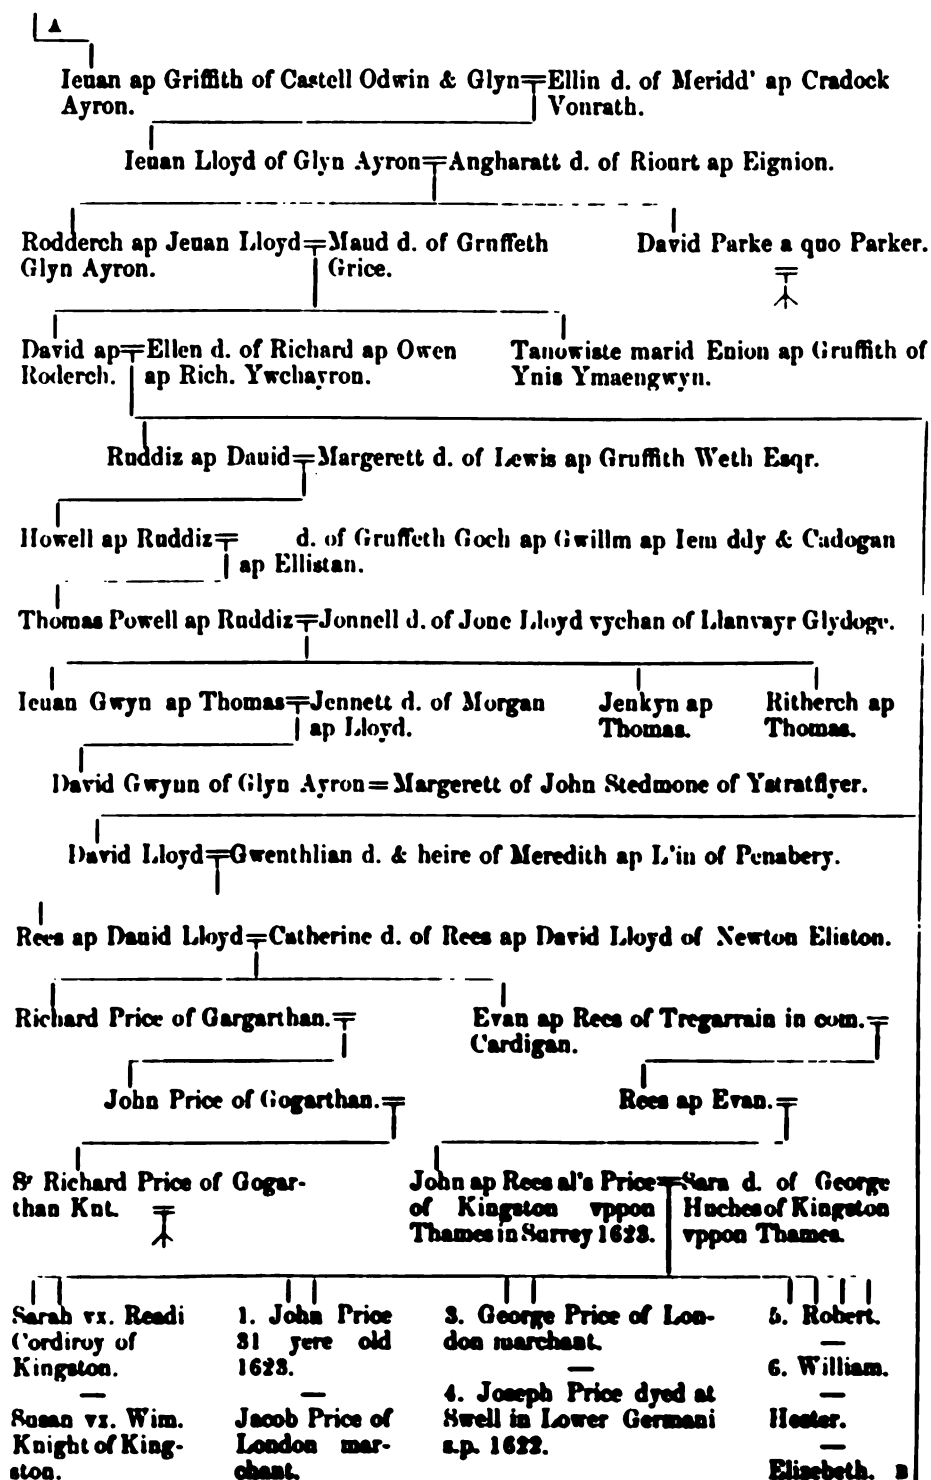 A
Ieuan ap Griffith of Castell Odwin & Glyn=Ellin d. of Meridd' ap Cradock
Ayron. Vonrath.
Ieuan Lloyd of Glyn Ayron=Angharatt d. of Riourt ap Eignion.
Rodderch ap Jeuan Lloyd=Maud d. of Gruffeth David Parke a quo Parker.
Glyn Ayron. Grice.
David ap=Ellen d. of Richard ap Owen Tanowiste marid Enion ap Gruffith of
Roderch. ap Rich. Ywchayron. Ynis Ymaengwyn.
Ruddiz ap Dauid=Margerett d. of Lewis ap Gruffith Weth Esqr.
Howell ap Ruddiz= d. of Gruffeth Goch ap Gwillm ap Iem ddy & Cadogan
ap Ellistan.
Thomas Powell ap Ruddiz=Jonnell d. of Jone Lloyd vychan of Llanvayr Glydoge.
Ieuan Gwyn ap Thomas=Jennett d. of Morgan Jenkyn ap Ritherch ap
ap Lloyd. Thomas. Thomas.
David Gwynn of Glyn Ayron=Margerett of John Stedmone of Ystratflyer.
David Lloyd=Gwenthlian d. & heire of Meredith ap L'in of Penabery.
Rees ap Dauid Lloyd=Catherine d. of Rees ap David Lloyd of Newton Eliston.
Richard Price of Gargarthan.= Evan ap Rees of Tregarrain in com.=
Cardigan.
John Price of Gogarthan.= Rees ap Evan.=
Sr Richard Price of Gogar- John ap Rees al's Price=Sara d. of George
than Knt. of Kingston vppon Huches of Kingston
Thames in Surrey 1623. vppon Thames.
Sarah vx. Readi 1. John Price 3. George Price of Lon- 5. Robert.
Cordiroy of 31 yere old don marchant.
Kingston. 1623. 6. William.
4. Joseph Price dyed at
Susan vx. Wim. Jacob Price of Swell in Lower Germani Hester.
Knight of King- London mar- s.p. 1622.
ston. chant. Elizebeth. B